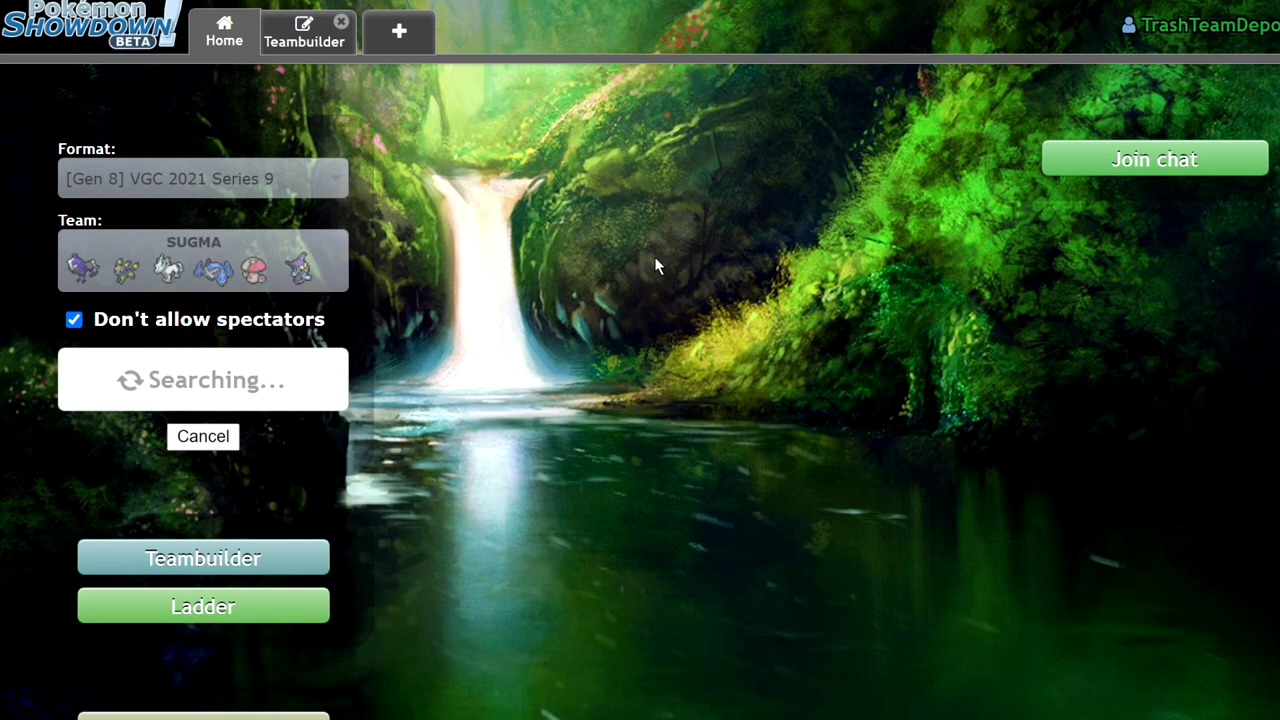 Pokémon
SHOWDOWN!
BETA
Home
Teambuilder
TrashTeamDepo
Format:
[Gen 8] VGC 2021 Series 9
Join chat
Team:
SUGMA
Don't allow spectators
Searching...
Cancel
Teambuilder
Ladder